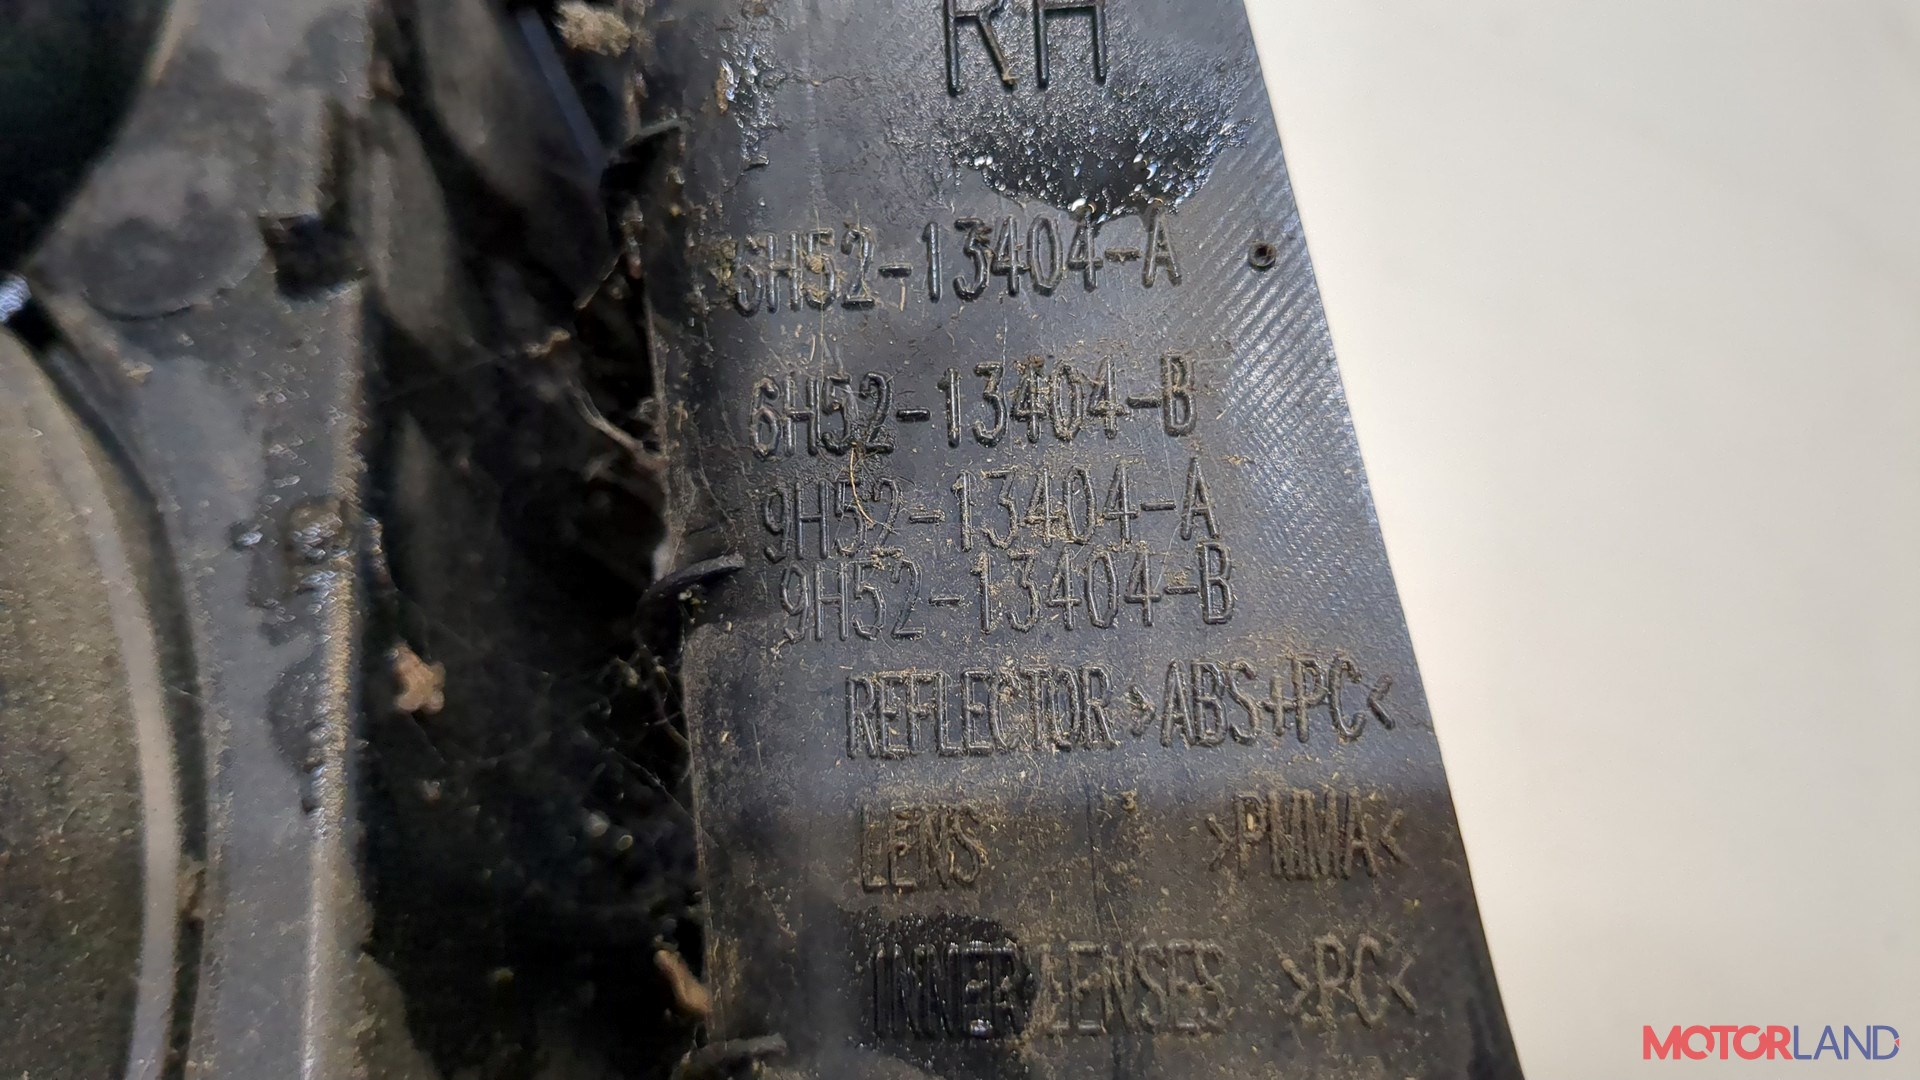 RH
6H52-13404-A
6H52-13404-B
9H52-13404-A
9H52-13404-B
REFLECTOR >ABS+PC<
LENS >PMMA<
INNER LENSES >PC<
MOTORLAND